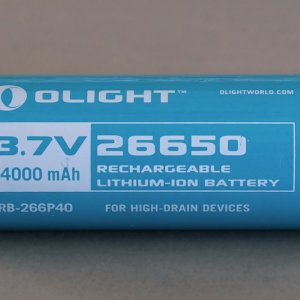 OLIGHT™
OLIGHTWORLD.COM
3.7V 26650
4000 mAh
RECHARGEABLE
LITHIUM-ION BATTERY
RB-266P40
FOR HIGH-DRAIN DEVICES